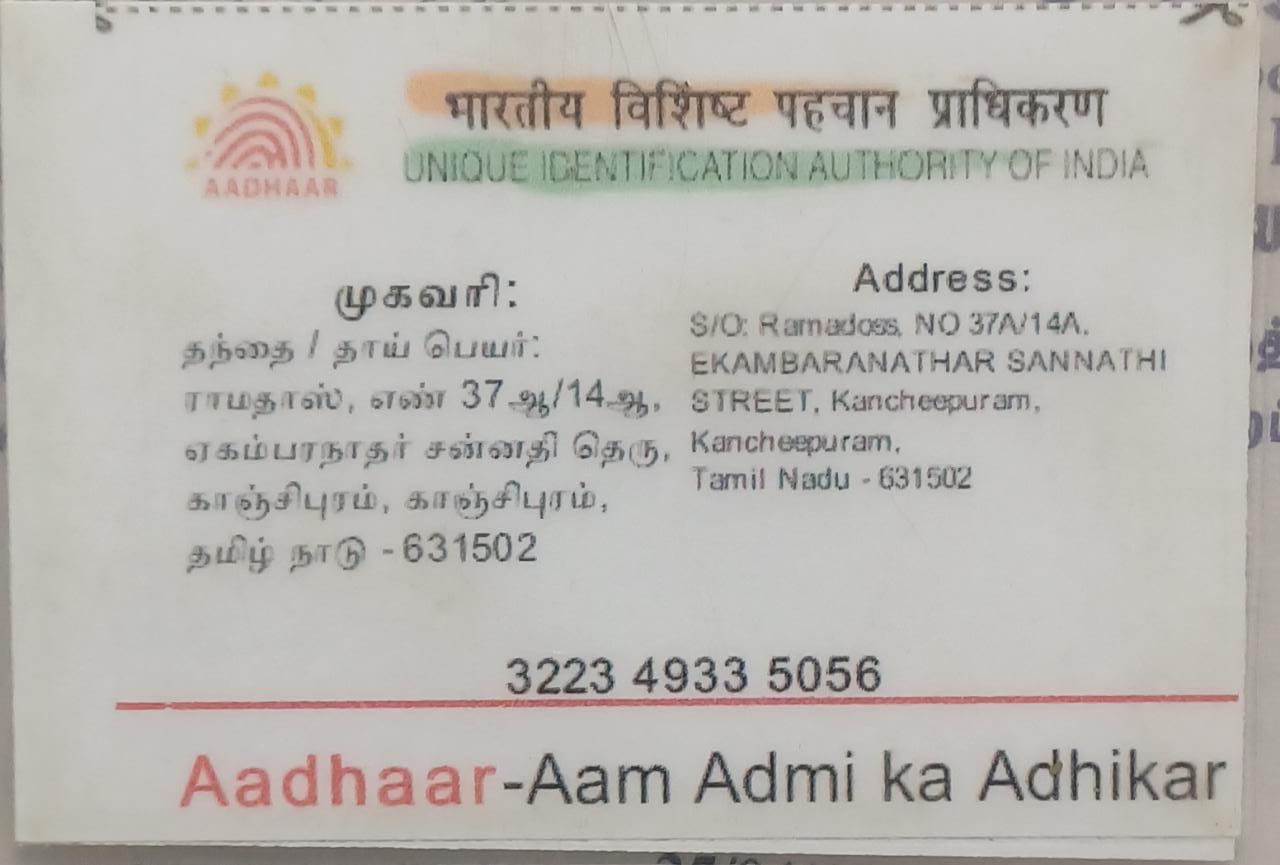 भारतीय विशिष्ट पहचान प्राधिकरण
UNIQUE IDENTIFICATION AUTHORITY OF INDIA
AADHAAR
முகவரி:
தந்தை / தாய் பெயர்:
ராமதாஸ், எண் 37ஆ/14ஆ,
ஏகம்பரநாதர் சன்னதி தெரு,
காஞ்சிபுரம், காஞ்சிபுரம்,
தமிழ் நாடு - 631502
Address:
S/O: Ramadoss, NO 37A/14A,
EKAMBARANATHAR SANNATHI
STREET, Kancheepuram,
Kancheepuram,
Tamil Nadu - 631502
3223 4933 5056
Aadhaar-Aam Admi ka Adhikar